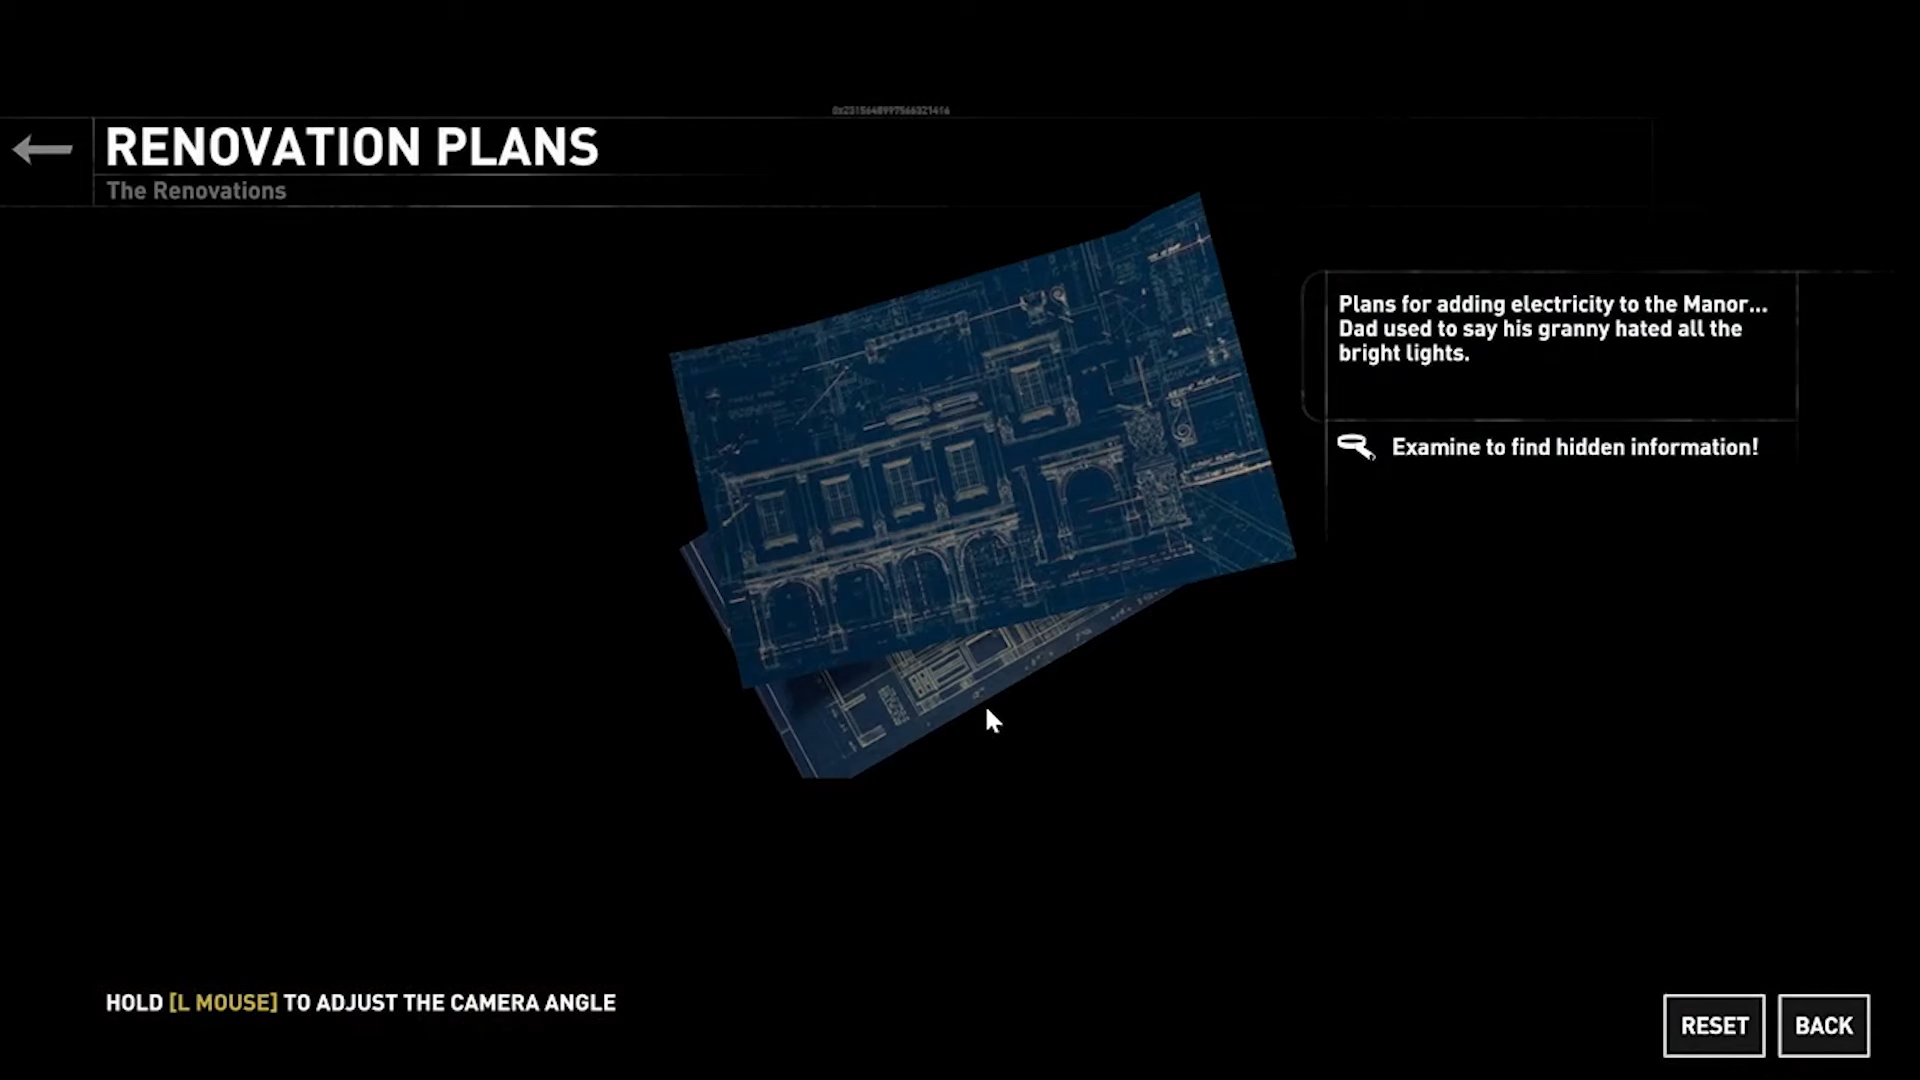 RENOVATION PLANS
The Renovations
Plans for adding electricity to the Manor...
Dad used to say his granny hated all the
bright lights.
Examine to find hidden information!
HOLD [L MOUSE] TO ADJUST THE CAMERA ANGLE
RESET
BACK